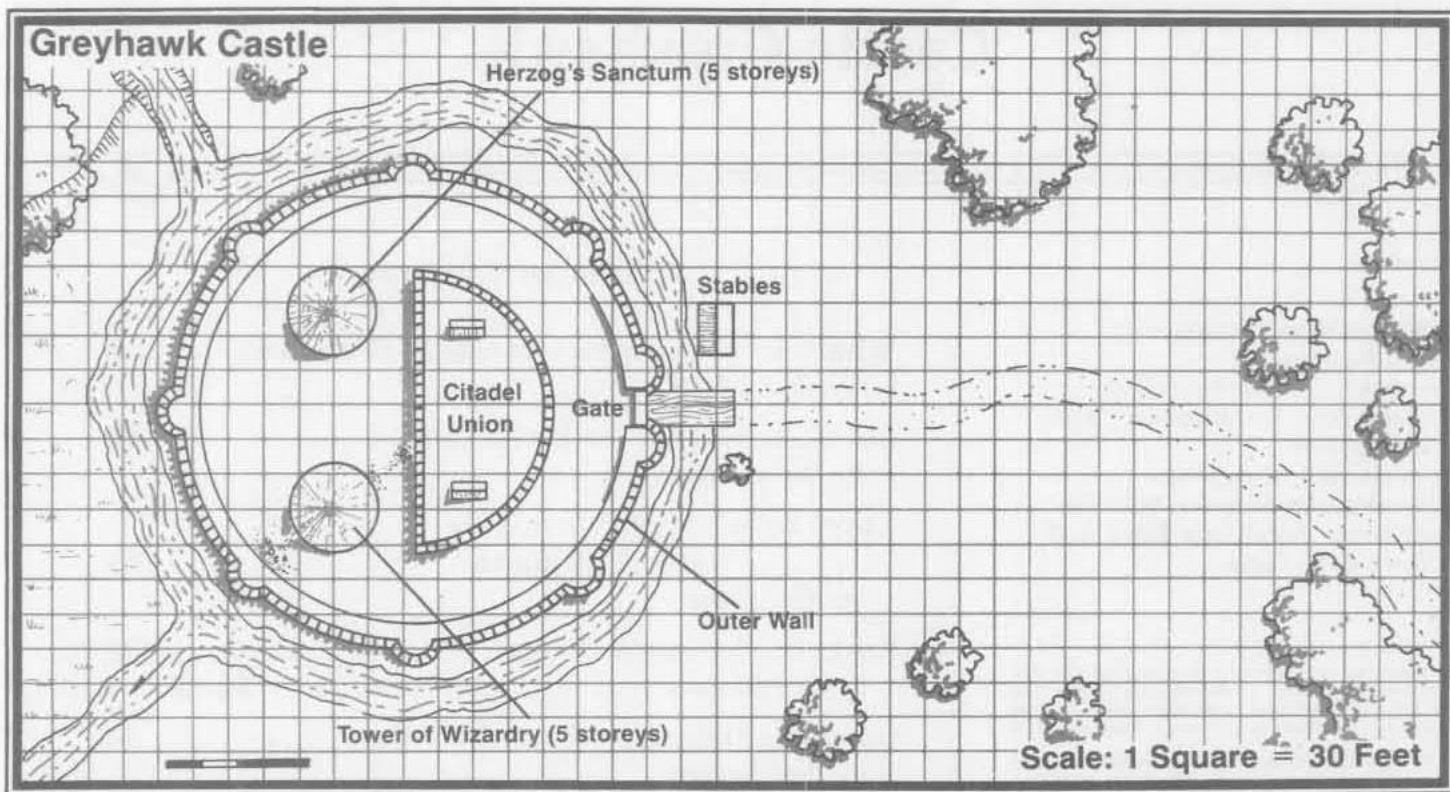 Greyhawk Castle
Herzog's Sanctum (5 storeys)
Stables
Citadel
Union
Gate
Outer Wall
Tower of Wizardry (5 storeys)
Scale: 1 Square = 30 Feet